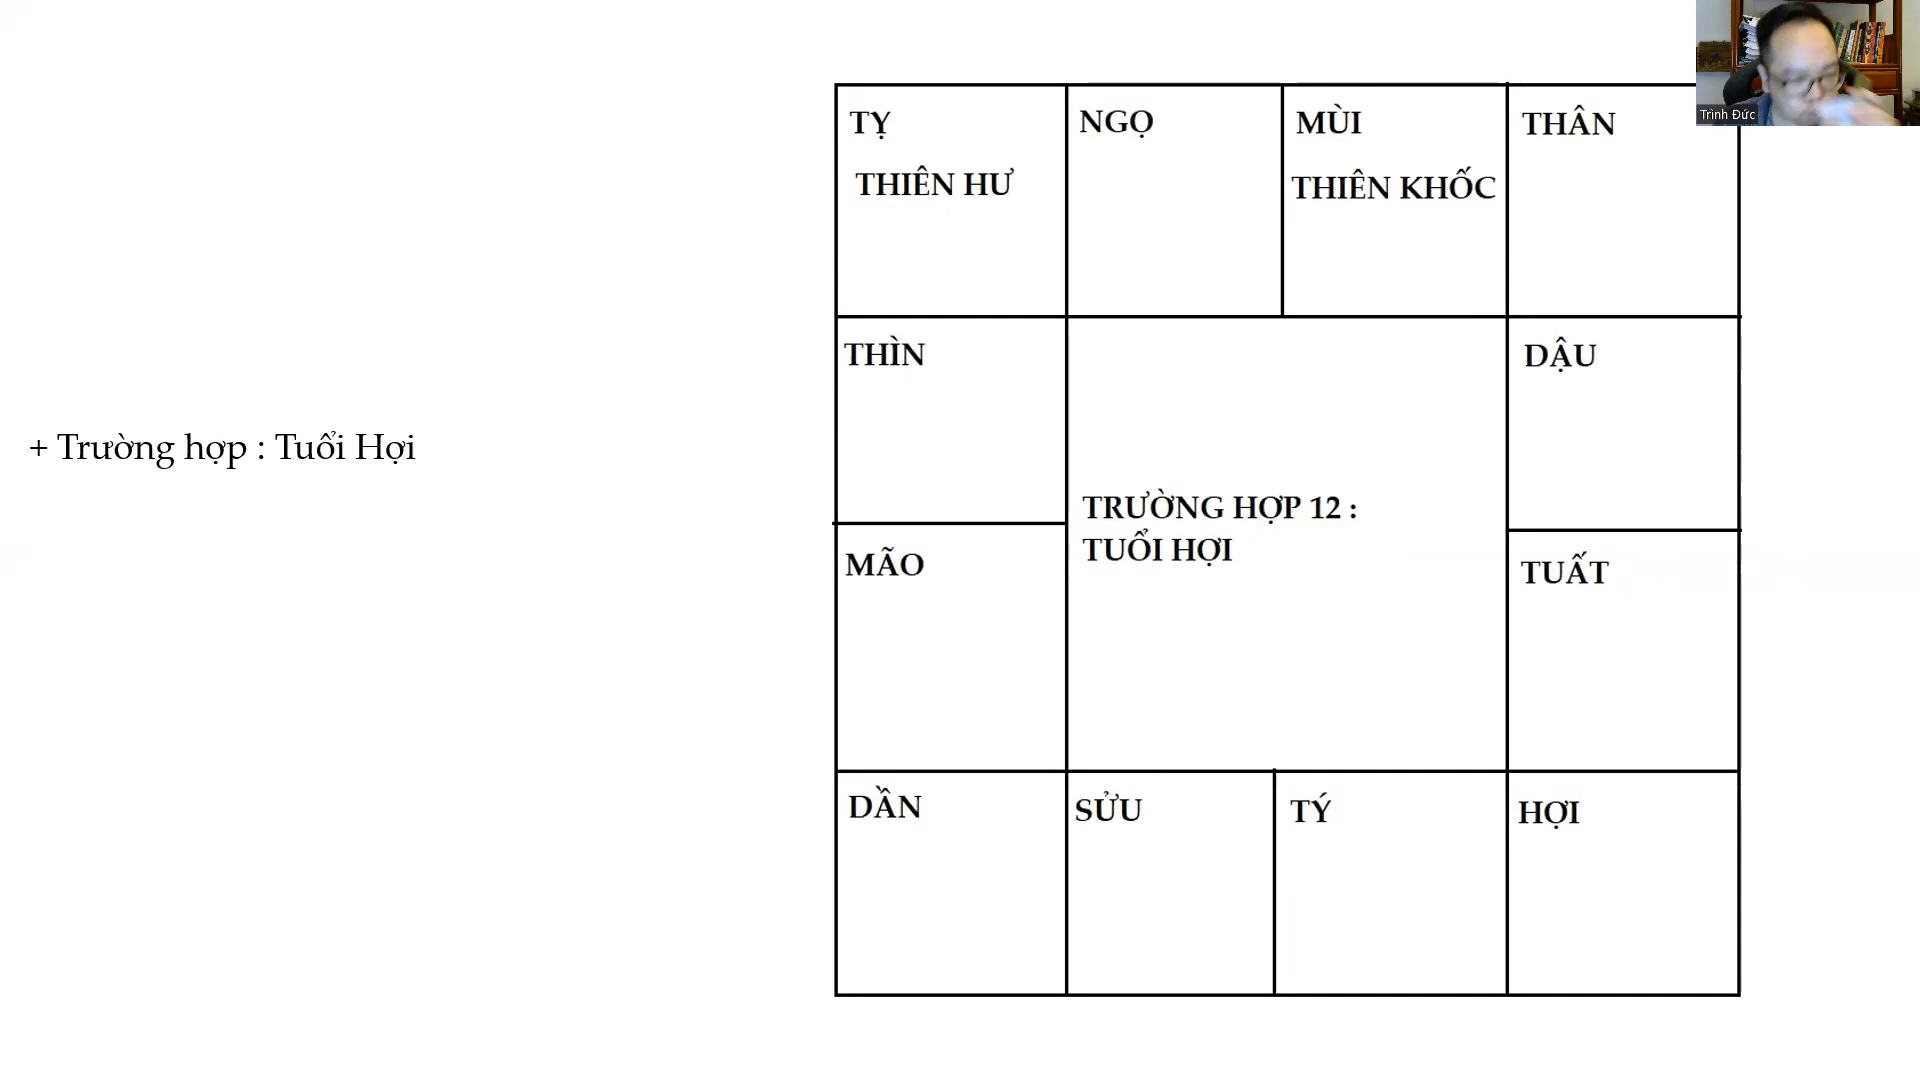 Trình Đức
TỴ
THIÊN HƯ
NGỌ
MÙI
THIÊN KHỐC
THÂN
THÌN
DẬU
+ Trường hợp : Tuổi Hợi
TRƯỜNG HỢP 12 :
TUỔI HỢI
MÃO
TUẤT
DẦN
SỬU
TÝ
HỢI